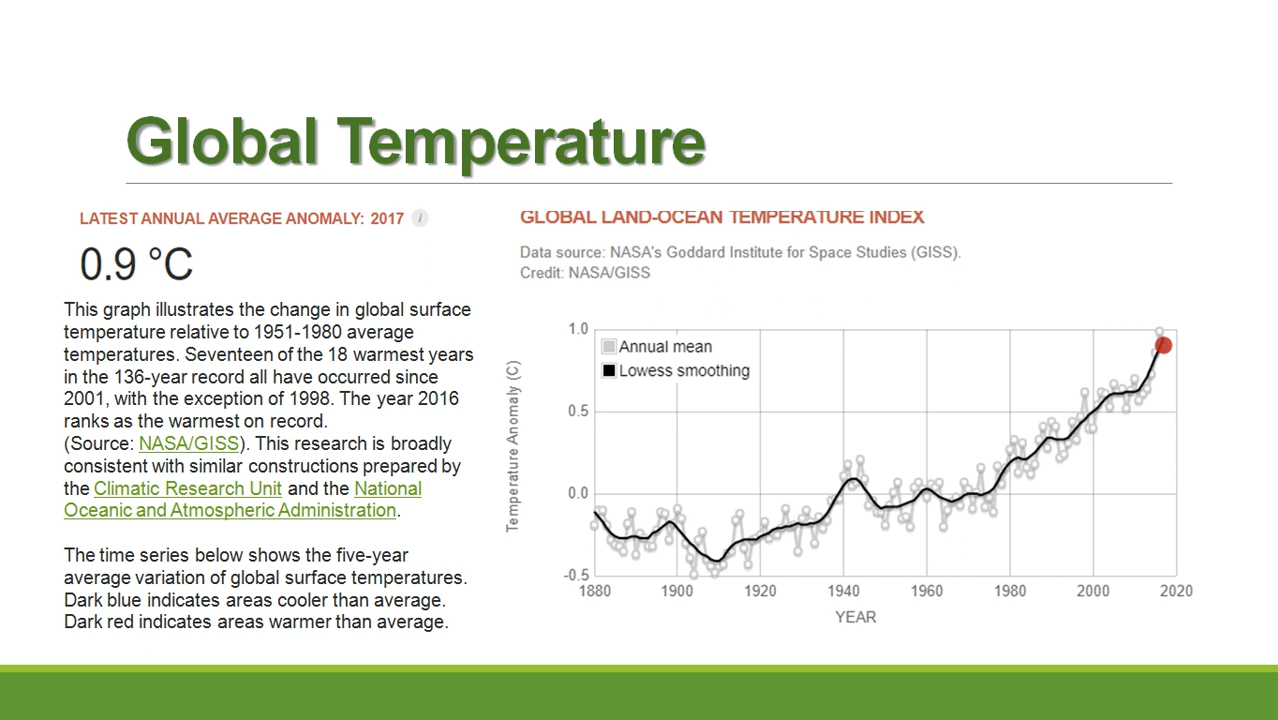 Global Temperature
LATEST ANNUAL AVERAGE ANOMALY: 2017 i
0.9 °C
This graph illustrates the change in global surface
temperature relative to 1951-1980 average
temperatures. Seventeen of the 18 warmest years
in the 136-year record all have occurred since
2001, with the exception of 1998. The year 2016
ranks as the warmest on record.
(Source: NASA/GISS). This research is broadly
consistent with similar constructions prepared by
the Climatic Research Unit and the National
Oceanic and Atmospheric Administration.
The time series below shows the five-year
average variation of global surface temperatures.
Dark blue indicates areas cooler than average.
Dark red indicates areas warmer than average.
GLOBAL LAND-OCEAN TEMPERATURE INDEX
Data source: NASA's Goddard Institute for Space Studies (GISS).
Credit: NASA/GISS
Temperature Anomaly (C)
1.0
0.5
0.0
-0.5
Annual mean
Lowess smoothing
1880 1900 1920 1940 1960 1980 2000 2020
YEAR